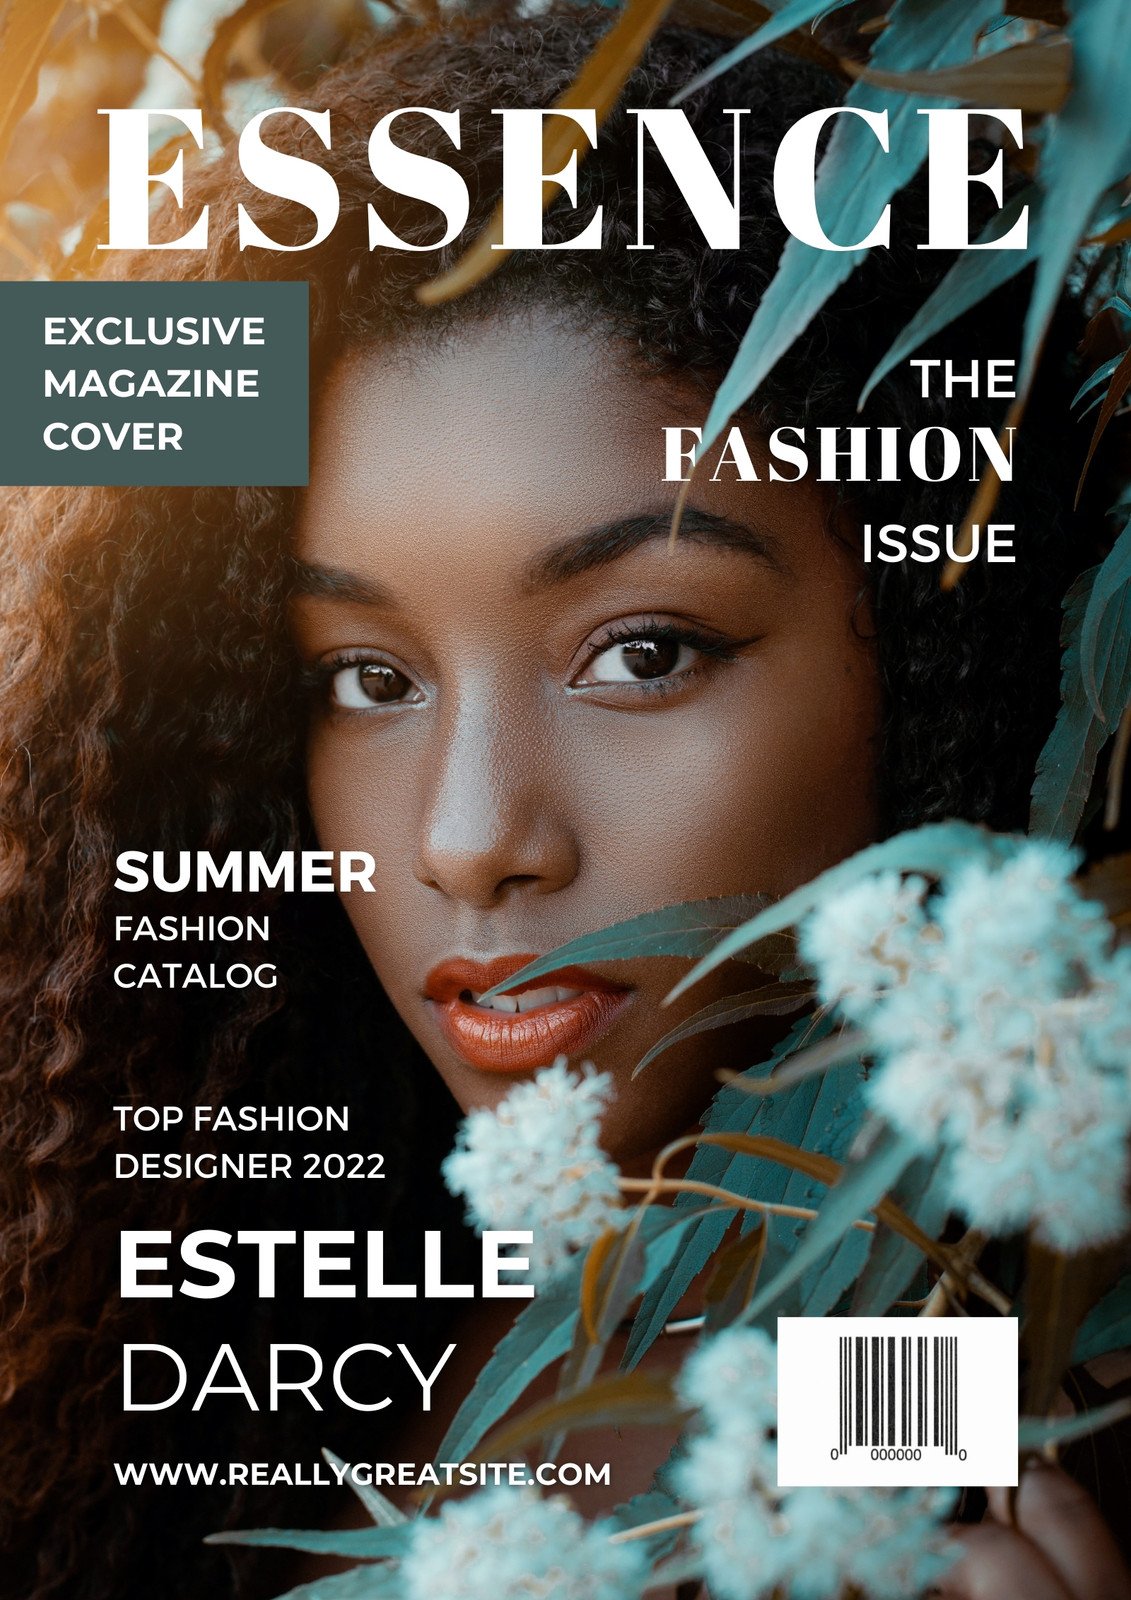 ESSENCE
EXCLUSIVE
MAGAZINE
COVER
THE
FASHION
ISSUE
SUMMER
FASHION
CATALOG
TOP FASHION
DESIGNER 2022
ESTELLE
DARCY
WWW.REALLYGREATSITE.COM
0 000000 0